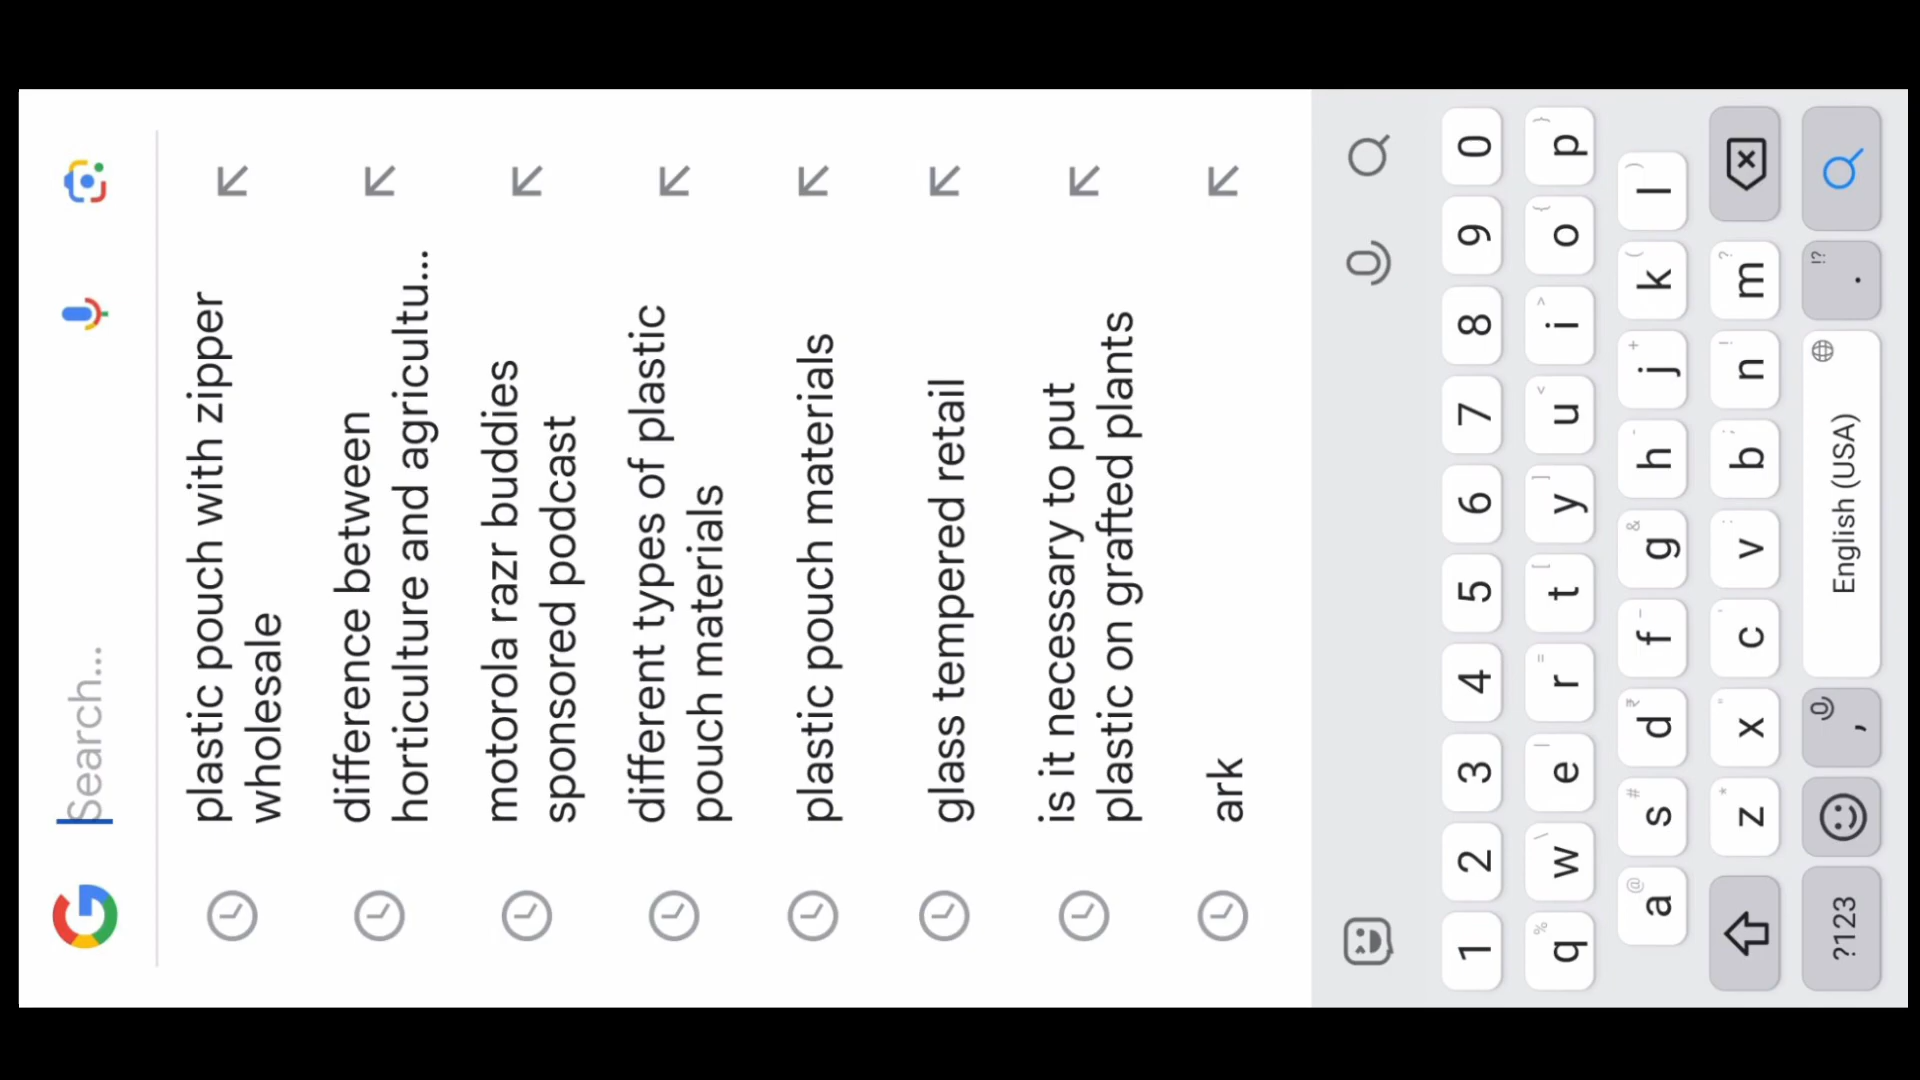 Search...
plastic pouch with zipper
wholesale
difference between
horticulture and agricultu...
motorola razr buddies
sponsored podcast
different types of plastic
pouch materials
plastic pouch materials
glass tempered retail
is it necessary to put
plastic on grafted plants
ark
1 2 3 4 5 6 7 8 9 0
% \ | = [ ] < > { }
q w e r t y u i o p
@ # ₹ _ & - + ( )
a s d f g h j k l
* " ' : ; ! ?
z x c v b n m
!?
?123 , English (USA) .